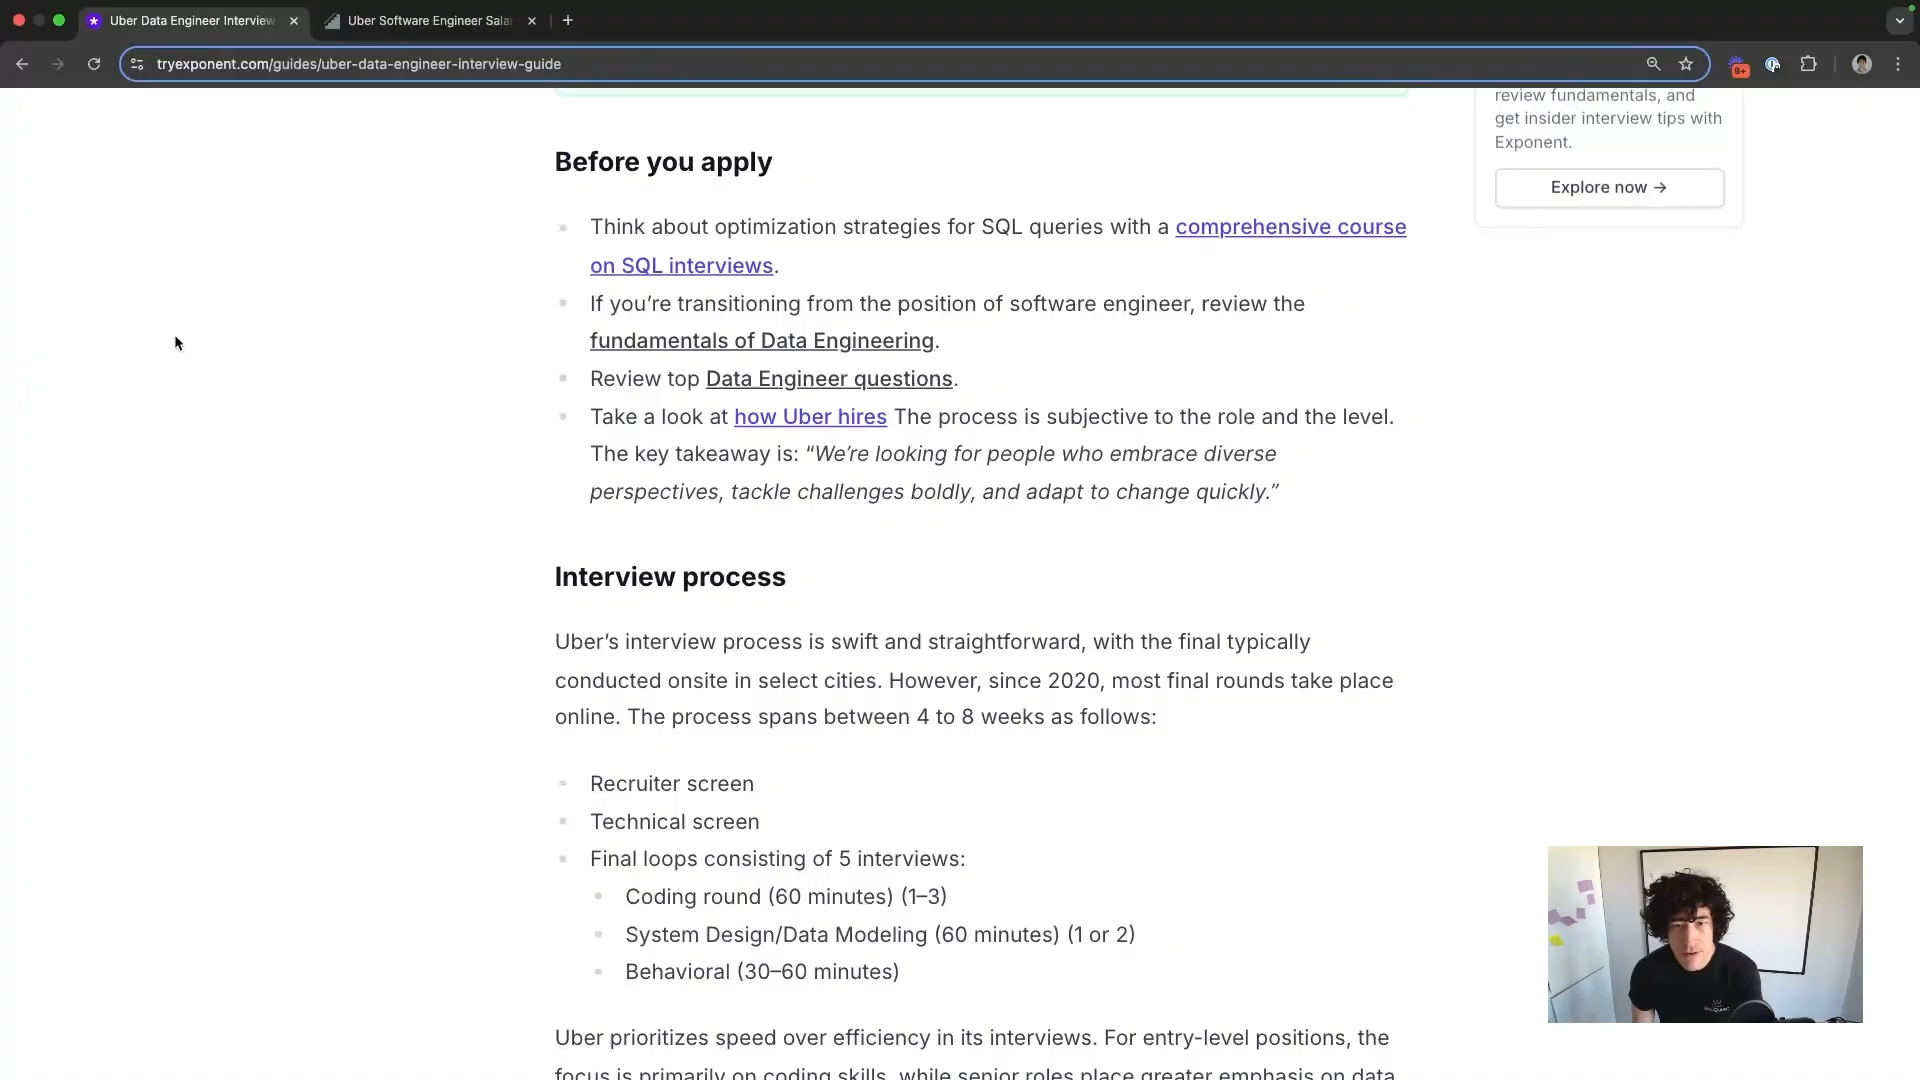 Uber Data Engineer Interview
Uber Software Engineer Sala
tryexponent.com/guides/uber-data-engineer-interview-guide
9+
review fundamentals, and
get insider interview tips with
Exponent.
Explore now →
Before you apply
Think about optimization strategies for SQL queries with a comprehensive course
on SQL interviews.
If you’re transitioning from the position of software engineer, review the
fundamentals of Data Engineering.
Review top Data Engineer questions.
Take a look at how Uber hires The process is subjective to the role and the level.
The key takeaway is: “We’re looking for people who embrace diverse
perspectives, tackle challenges boldly, and adapt to change quickly.”
Interview process
Uber’s interview process is swift and straightforward, with the final typically
conducted onsite in select cities. However, since 2020, most final rounds take place
online. The process spans between 4 to 8 weeks as follows:
Recruiter screen
Technical screen
Final loops consisting of 5 interviews:
Coding round (60 minutes) (1–3)
System Design/Data Modeling (60 minutes) (1 or 2)
Behavioral (30–60 minutes)
Uber prioritizes speed over efficiency in its interviews. For entry-level positions, the
focus is primarily on coding skills, while senior roles place greater emphasis on data